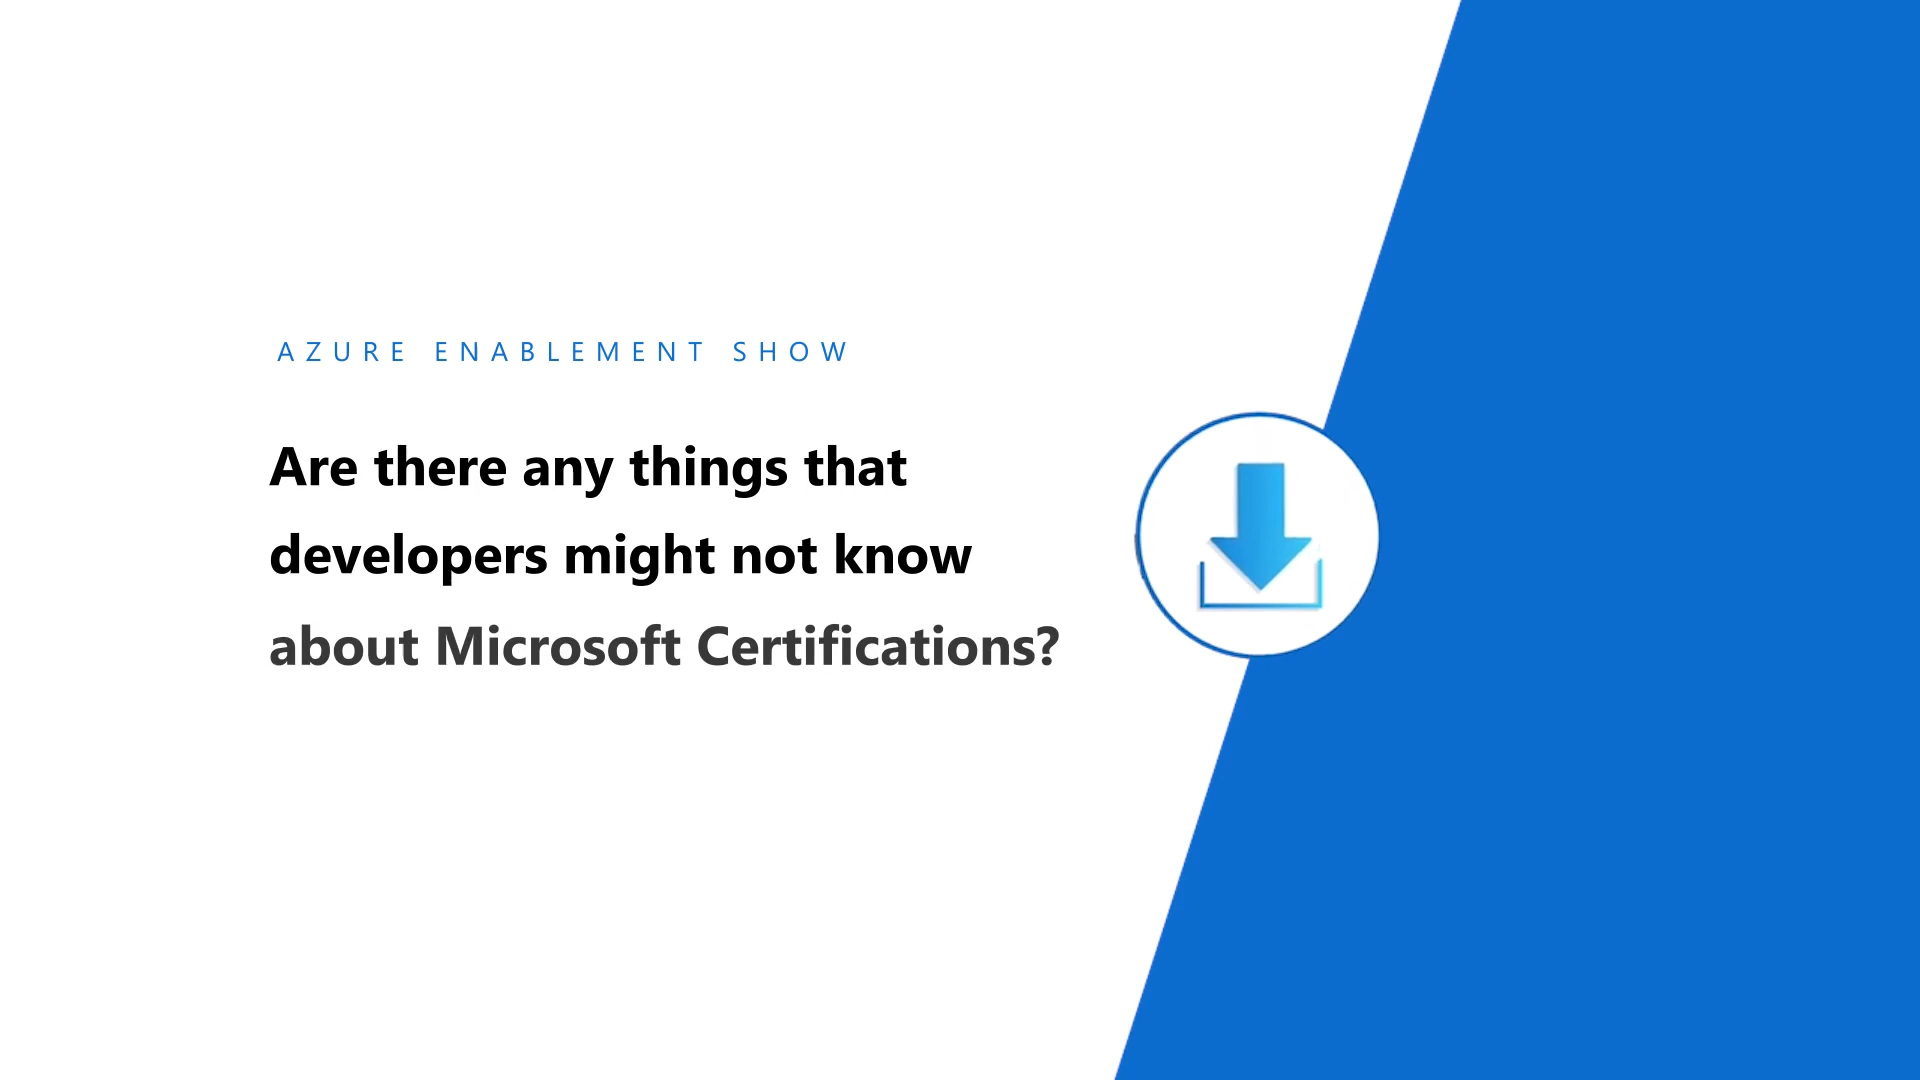 AZURE ENABLEMENT SHOW
Are there any things that
developers might not know
about Microsoft Certifications?